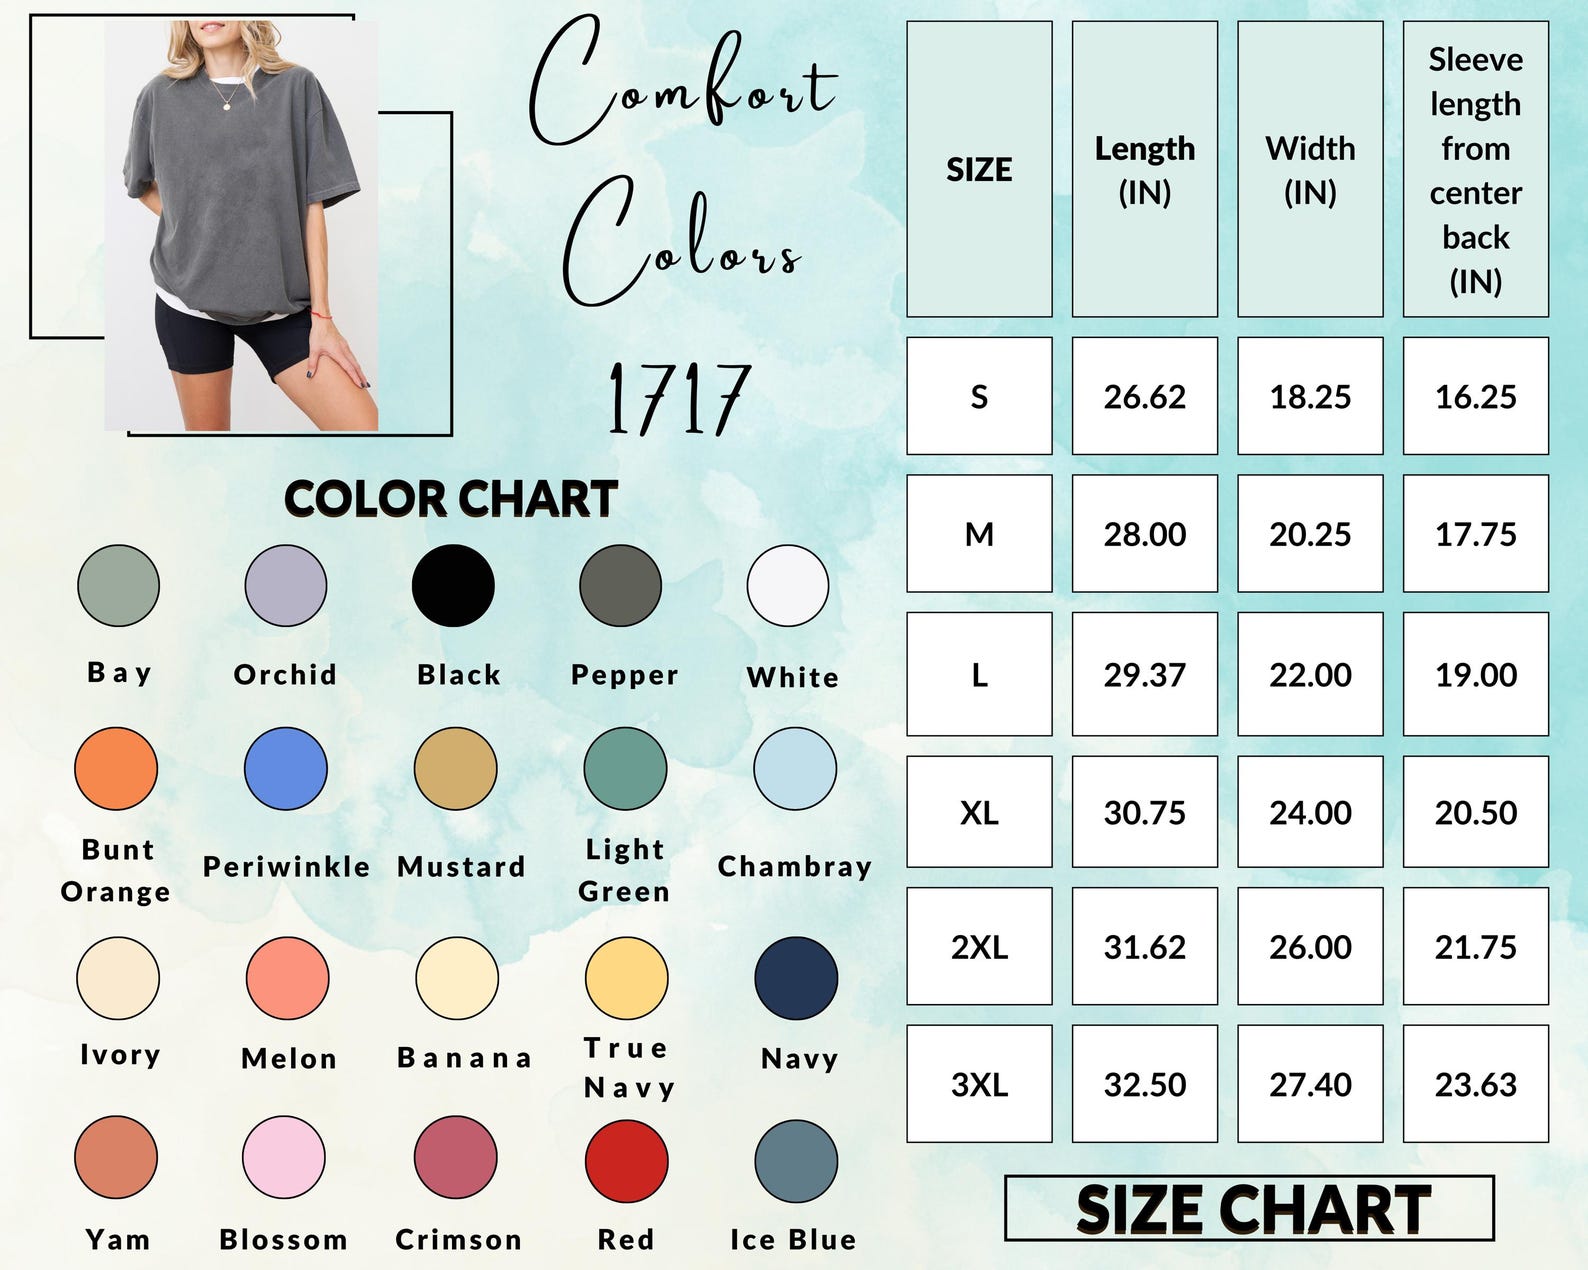 Comfort
Colors
1717
COLOR CHART
Bay
Orchid
Black
Pepper
White
Bunt
Orange
Periwinkle
Mustard
Light
Green
Chambray
Ivory
Melon
Banana
True
Navy
Navy
Yam
Blossom
Crimson
Red
Ice Blue
SIZE
Length
(IN)
Width
(IN)
Sleeve
length
from
center
back
(IN)
S 26.62 18.25 16.25
M 28.00 20.25 17.75
L 29.37 22.00 19.00
XL 30.75 24.00 20.50
2XL 31.62 26.00 21.75
3XL 32.50 27.40 23.63
SIZE CHART